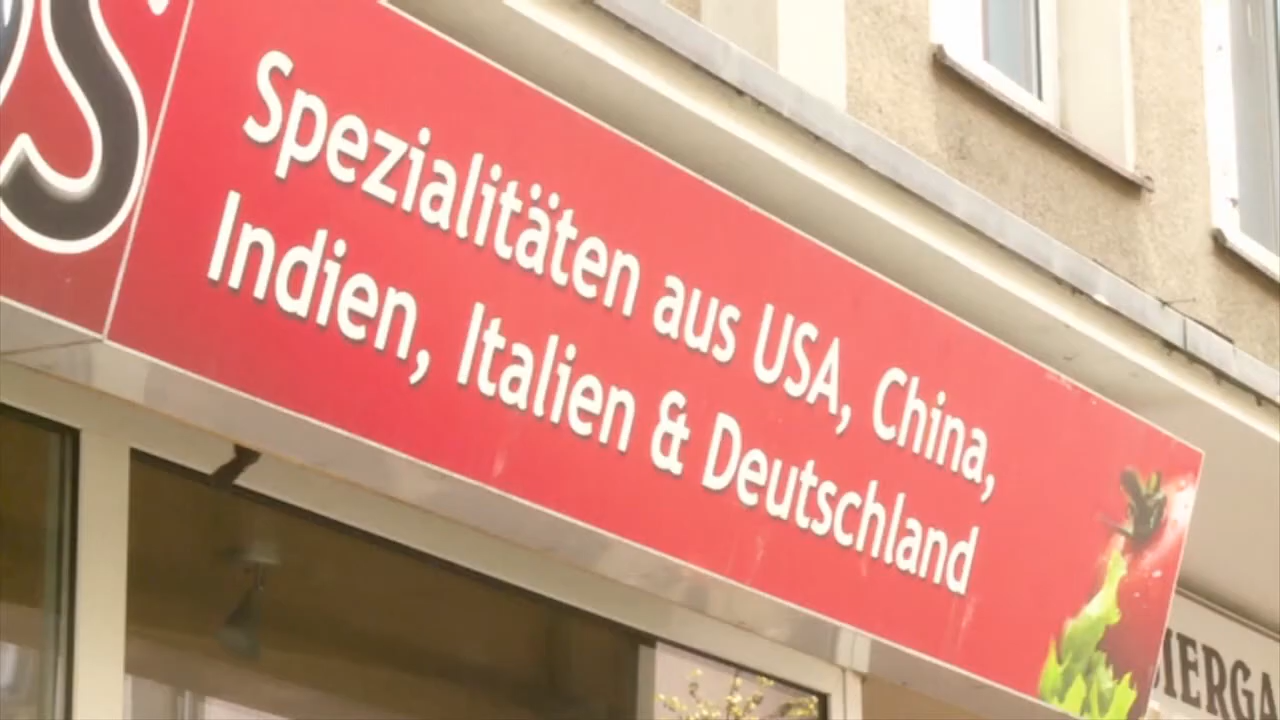 Spezialitäten aus USA, China,
Indien, Italien & Deutschland